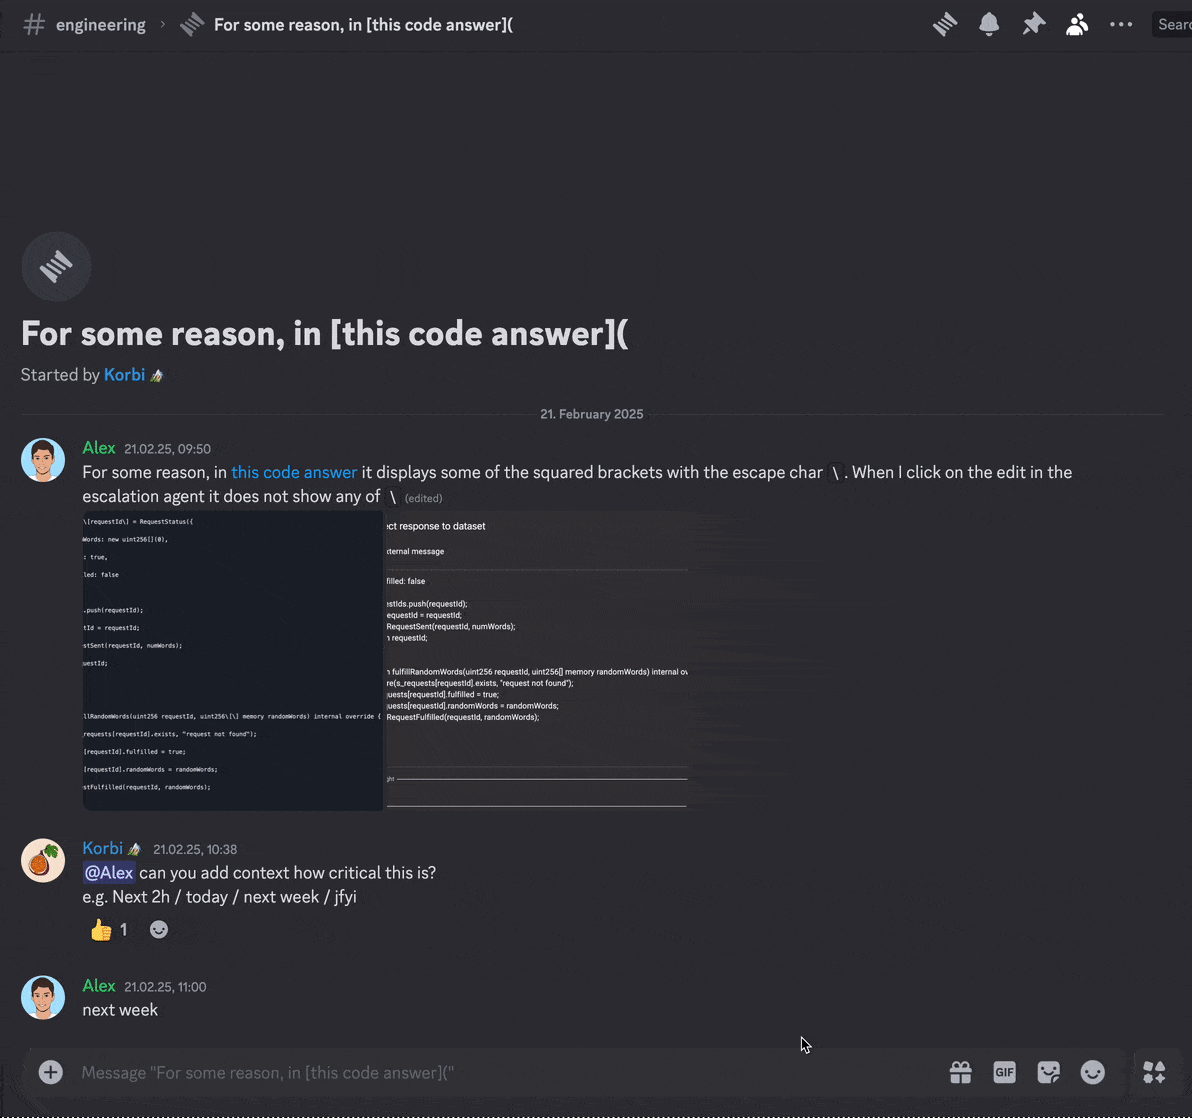 # engineering › For some reason, in [this code answer](
Searc
For some reason, in [this code answer](
Started by Korbi
21. February 2025
Alex 21.02.25, 09:50
For some reason, in this code answer it displays some of the squared brackets with the escape char \ . When I click on the edit in the
escalation agent it does not show any of \ (edited)
\[requestId\] = RequestStatus({
Words: new uint256[](0),
: true,
led: false
.push(requestId);
tId = requestId;
stSent(requestId, numWords);
uestId;
llRandomWords(uint256 requestId, uint256\[\] memory randomWords) internal override {
requests[requestId].exists, "request not found");
[requestId].fulfilled = true;
[requestId].randomWords = randomWords;
stFulfilled(requestId, randomWords);
ect response to dataset
xternal message
filled: false
estIds.push(requestId);
equestId = requestId;
RequestSent(requestId, numWords);
n requestId;
n fulfillRandomWords(uint256 requestId, uint256[] memory randomWords) internal ov
re(s_requests[requestId].exists, "request not found");
uests[requestId].fulfilled = true;
uests[requestId].randomWords = randomWords;
RequestFulfilled(requestId, randomWords);
ght
Korbi 21.02.25, 10:38
@Alex can you add context how critical this is?
e.g. Next 2h / today / next week / jfyi
1
Alex 21.02.25, 11:00
next week
Message "For some reason, in [this code answer]("
GIF